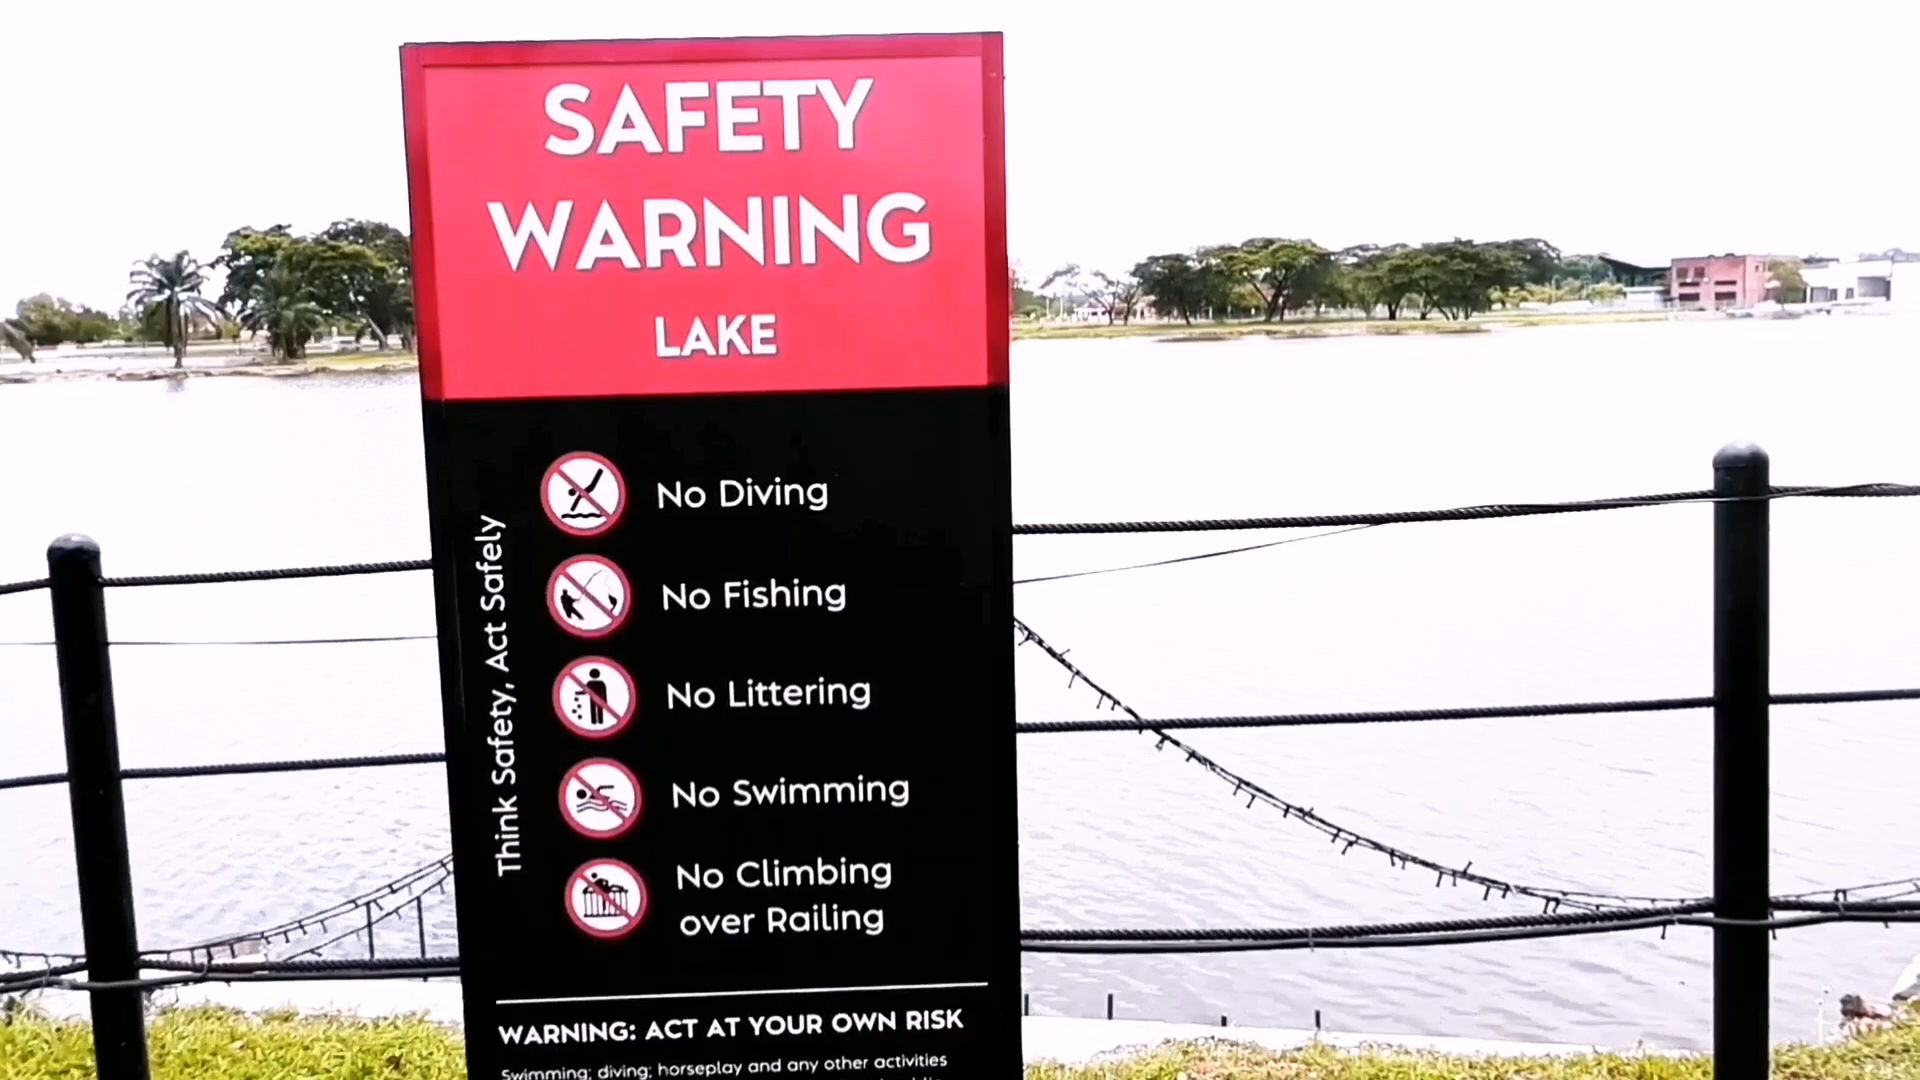 SAFETY
WARNING
LAKE
Think Safety, Act Safely
No Diving
No Fishing
No Littering
No Swimming
No Climbing
over Railing
WARNING: ACT AT YOUR OWN RISK
Swimming; diving; horseplay and any other activities